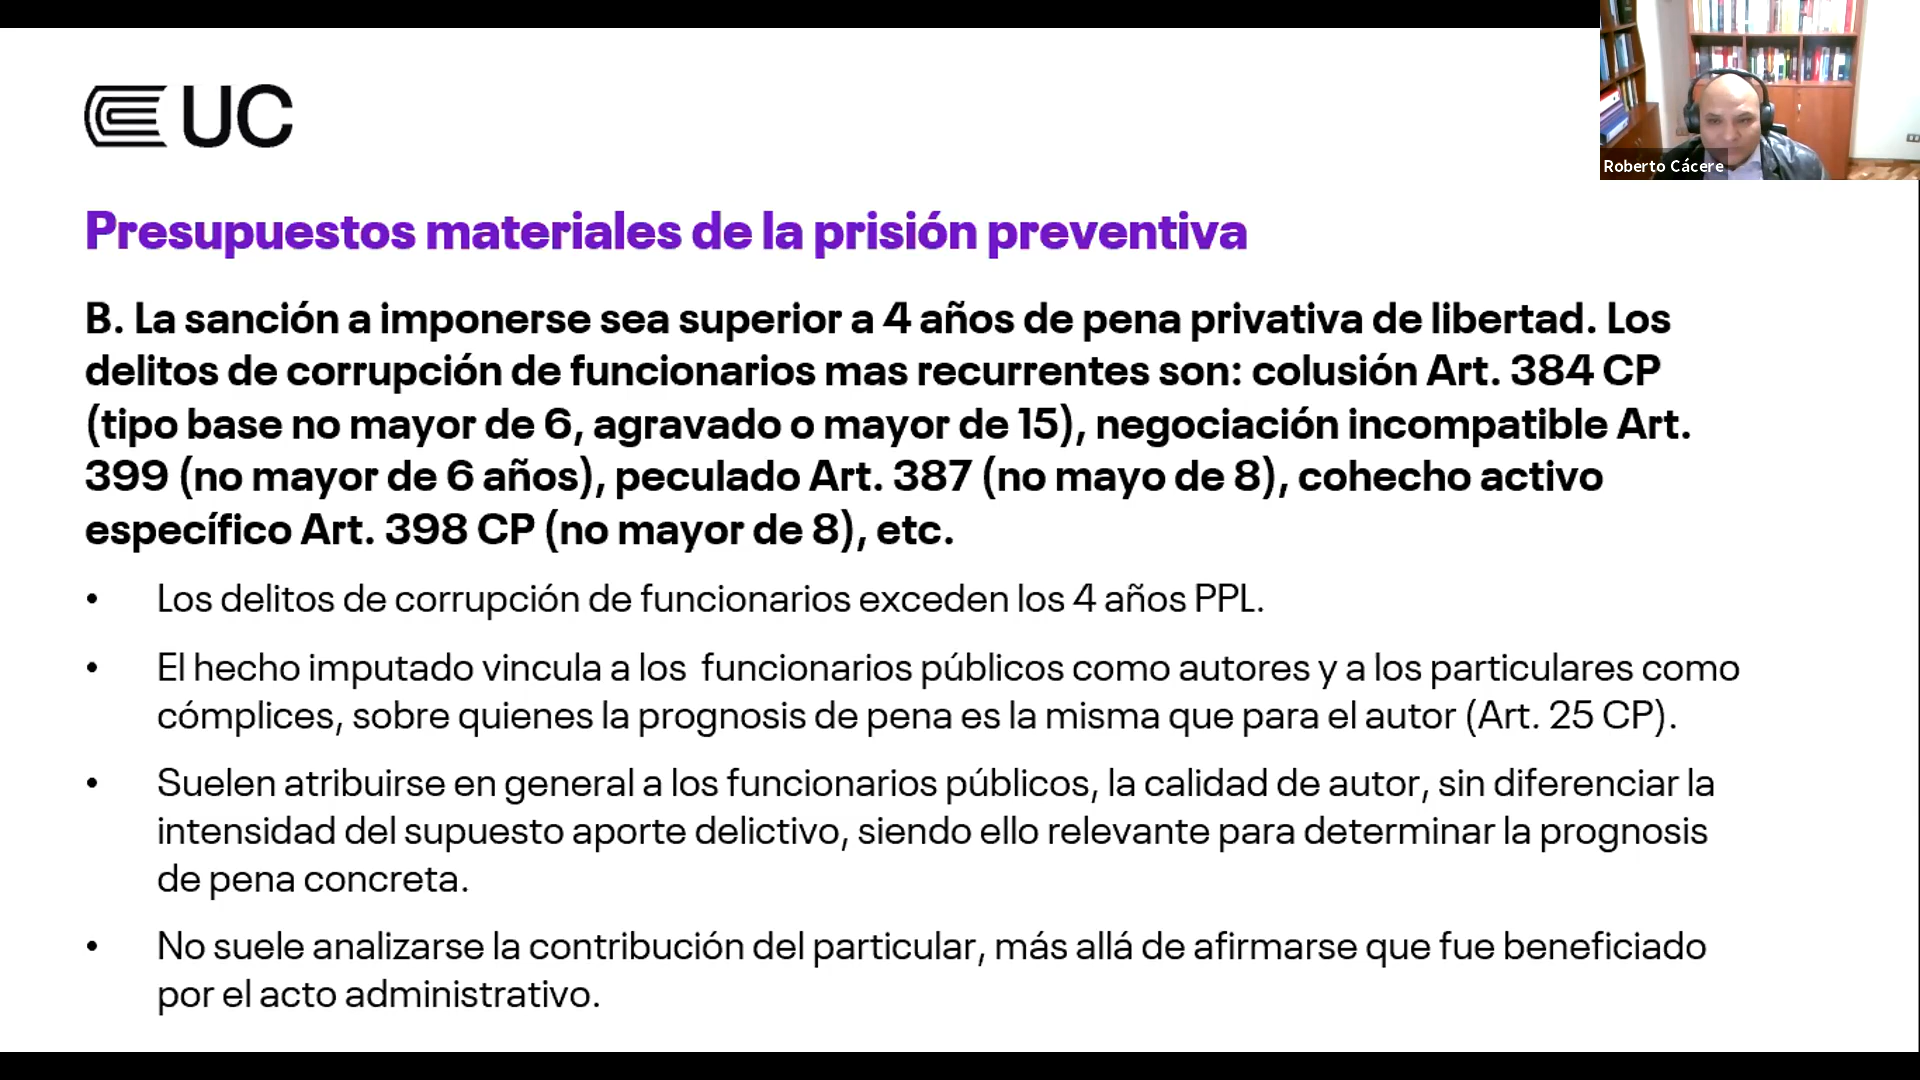 UC
Roberto Cácere
Presupuestos materiales de la prisión preventiva
B. La sanción a imponerse sea superior a 4 años de pena privativa de libertad. Los
delitos de corrupción de funcionarios mas recurrentes son: colusión Art. 384 CP
(tipo base no mayor de 6, agravado o mayor de 15), negociación incompatible Art.
399 (no mayor de 6 años), peculado Art. 387 (no mayo de 8), cohecho activo
específico Art. 398 CP (no mayor de 8), etc.
• Los delitos de corrupción de funcionarios exceden los 4 años PPL.
• El hecho imputado vincula a los funcionarios públicos como autores y a los particulares como
cómplices, sobre quienes la prognosis de pena es la misma que para el autor (Art. 25 CP).
• Suelen atribuirse en general a los funcionarios públicos, la calidad de autor, sin diferenciar la
intensidad del supuesto aporte delictivo, siendo ello relevante para determinar la prognosis
de pena concreta.
• No suele analizarse la contribución del particular, más allá de afirmarse que fue beneficiado
por el acto administrativo.